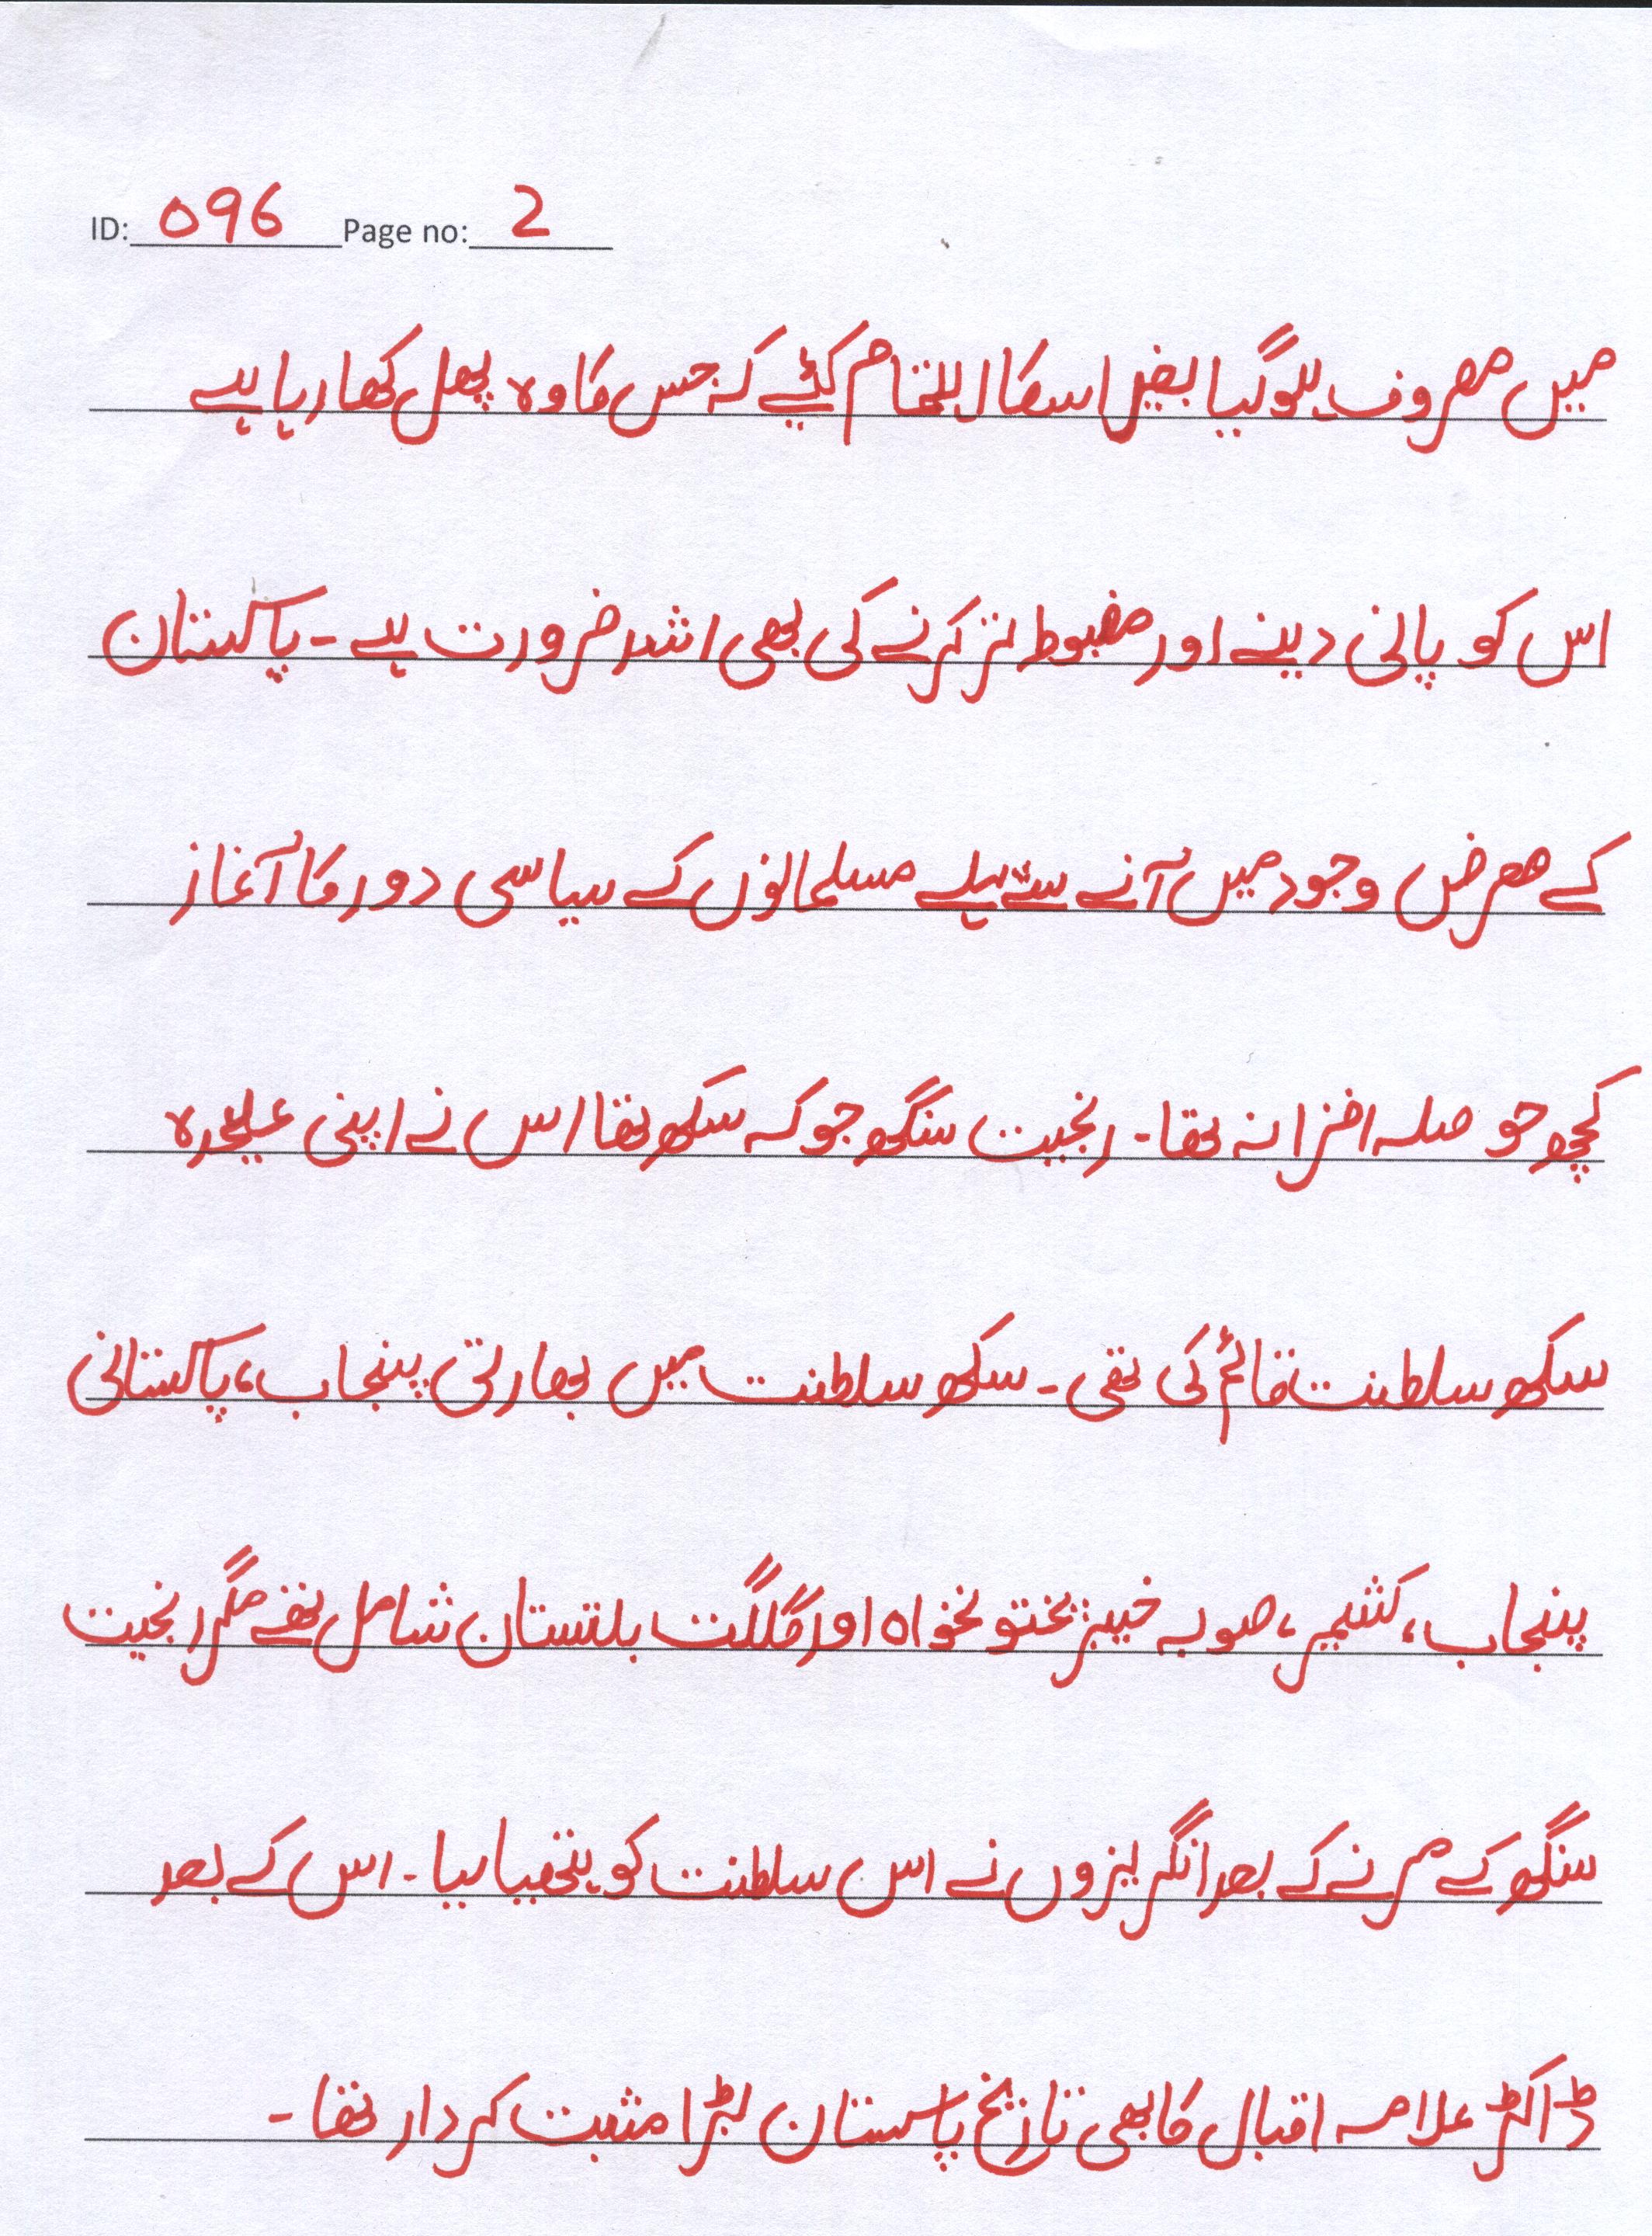 ID: 096 Page no: 2
میں مصروف ہوگیا بغیر اسکا اہتمام کئیے کہ جس کا وہ پھل کھا رہا ہے
اس کو پانی دینے اور مضبوط تر کرنے کی بھی اشد ضرورت ہے ۔ پاکستان
کے معرض وجود میں آنے سے پہلے مسلمانوں کے سیاسی دور کا آغاز
کچھ حوصلہ افزا نہ تھا ۔ رنجیت سنگھ جو کہ سکھ تھا اس نے اپنی علیحدہ
سکھ سلطنت قائم کی تھی ۔ سکھ سلطنت میں بھارتی پنجاب، پاکستانی
پنجاب، کشمیر، صوبہ خیبر پختونخواہ اور گلگت بلتستان شامل تھے مگر رنجیت
سنگھ کے مرنے کے بعد انگریزوں نے اس سلطنت کو ہتھیا لیا ۔ اس کے بعد
ڈاکٹر علامہ اقبال کا بھی تاریخ پاکستان بڑا مثبت کردار تھا ۔